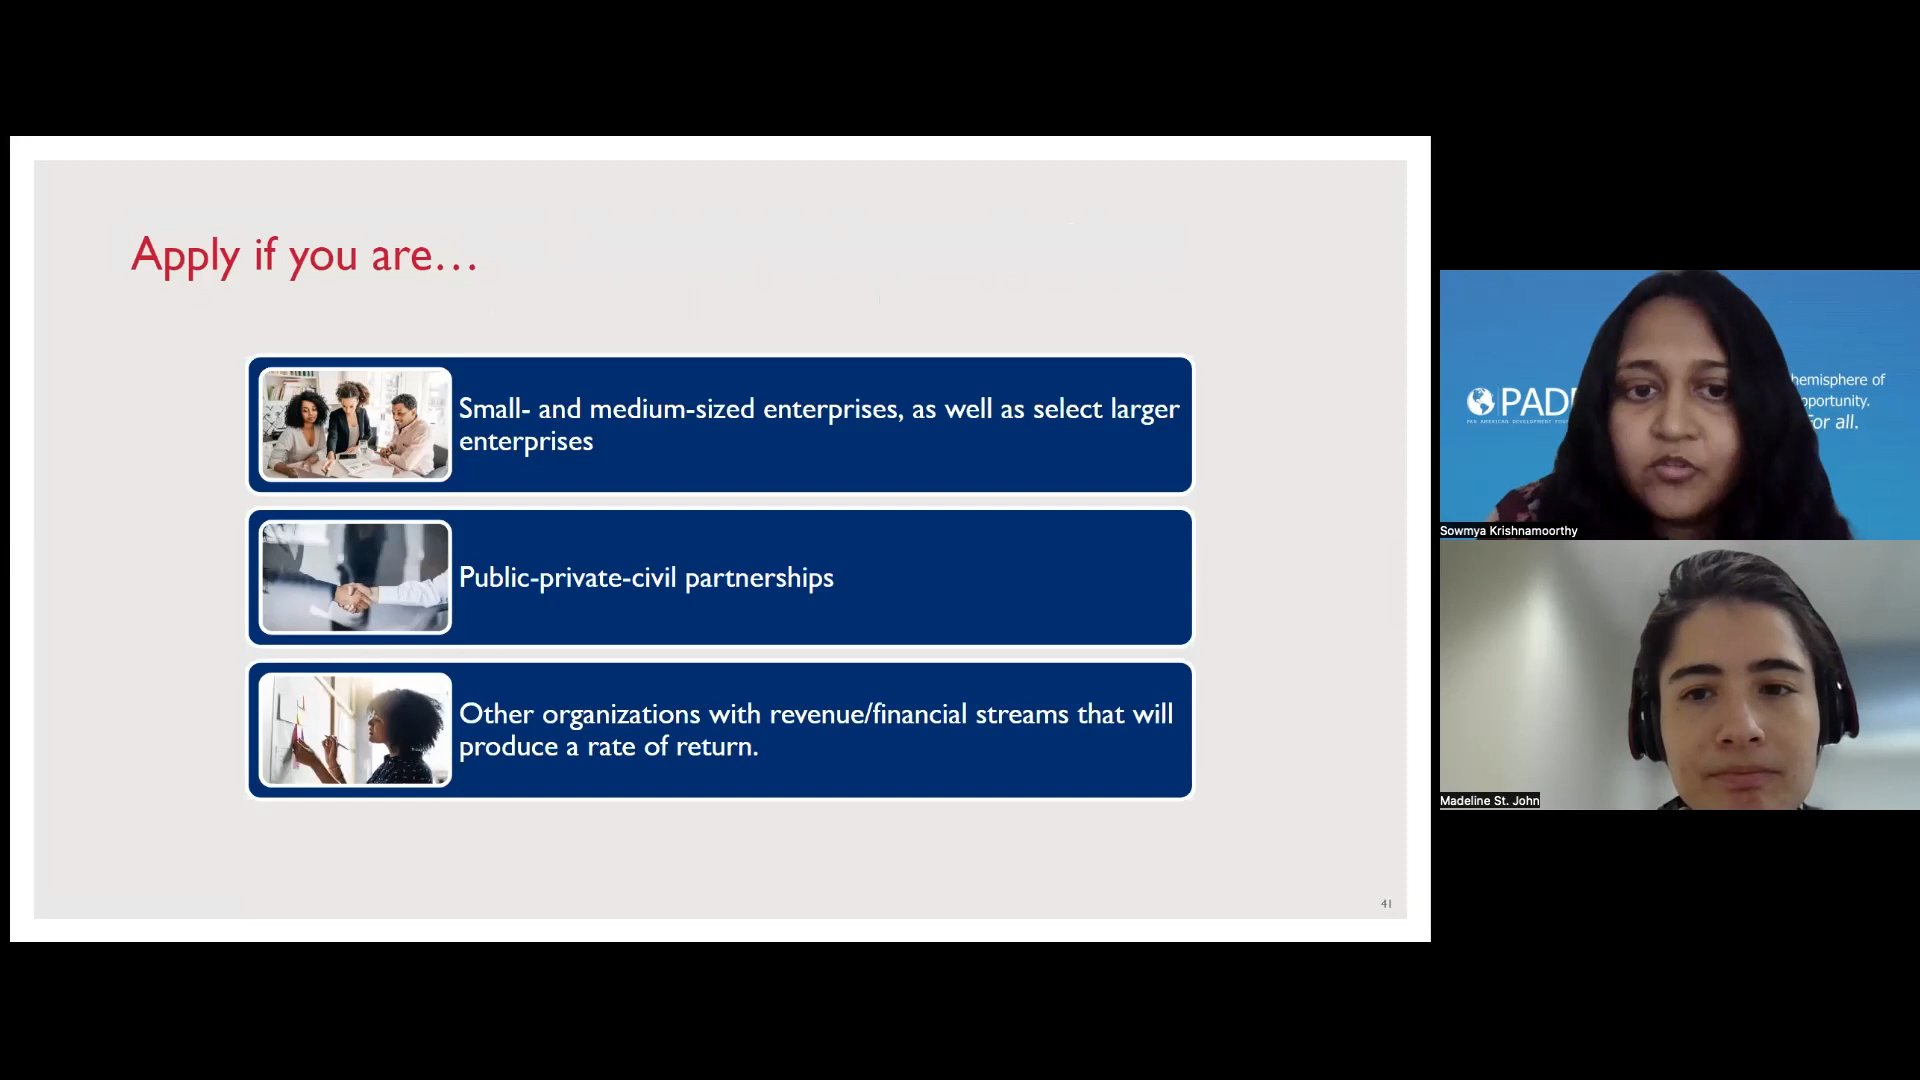 Apply if you are…
Small- and medium-sized enterprises, as well as select larger
enterprises
Public-private-civil partnerships
Other organizations with revenue/financial streams that will
produce a rate of return.
41
hemisphere of
For all.
Sowmya Krishnamoorthy
Madeline St. John